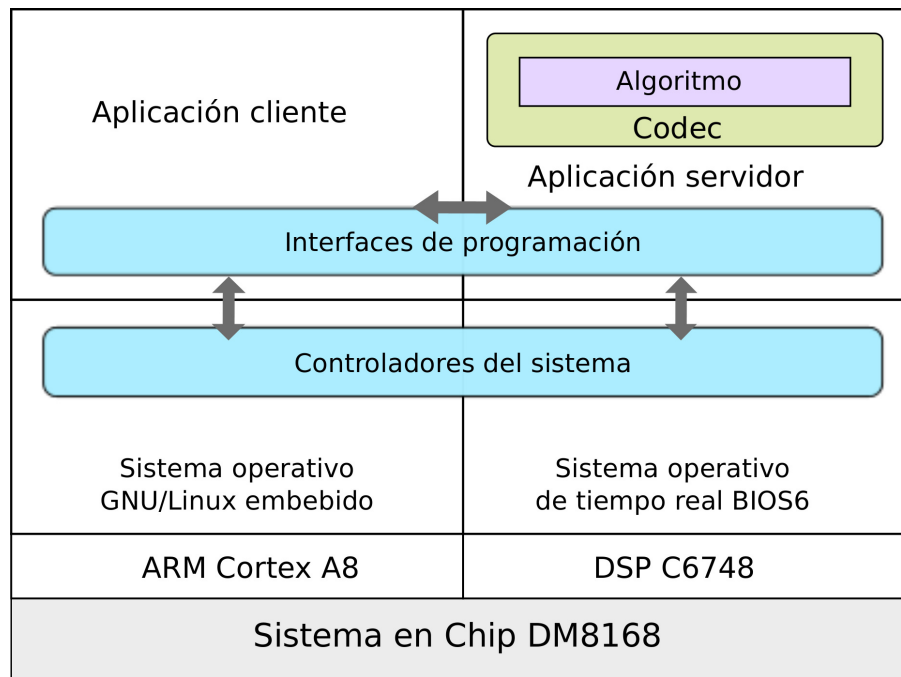 Aplicación cliente
Algoritmo
Codec
Aplicación servidor
Interfaces de programación
Controladores del sistema
Sistema operativo
GNU/Linux embebido
Sistema operativo
de tiempo real BIOS6
ARM Cortex A8
DSP C6748
Sistema en Chip DM8168